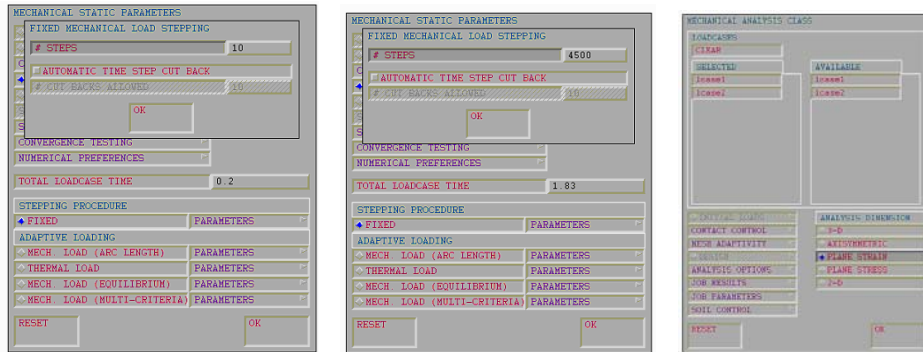 MECHANICAL STATIC PARAMETERS
FIXED MECHANICAL LOAD STEPPING
# STEPS 10
AUTOMATIC TIME STEP CUT BACK
# CUT BACKS ALLOWED 10
OK
CONVERGENCE TESTING
NUMERICAL PREFERENCES
TOTAL LOADCASE TIME 0.2
STEPPING PROCEDURE
FIXED PARAMETERS
ADAPTIVE LOADING
MECH. LOAD (ARC LENGTH) PARAMETERS
THERMAL LOAD PARAMETERS
MECH. LOAD (EQUILIBRIUM) PARAMETERS
MECH. LOAD (MULTI-CRITERIA) PARAMETERS
RESET OK
MECHANICAL STATIC PARAMETERS
FIXED MECHANICAL LOAD STEPPING
# STEPS 4500
AUTOMATIC TIME STEP CUT BACK
# CUT BACKS ALLOWED 10
OK
CONVERGENCE TESTING
NUMERICAL PREFERENCES
TOTAL LOADCASE TIME 1.83
STEPPING PROCEDURE
FIXED PARAMETERS
ADAPTIVE LOADING
MECH. LOAD (ARC LENGTH) PARAMETERS
THERMAL LOAD PARAMETERS
MECH. LOAD (EQUILIBRIUM) PARAMETERS
MECH. LOAD (MULTI-CRITERIA) PARAMETERS
RESET OK
MECHANICAL ANALYSIS CLASS
LOADCASES
CLEAR
SELECTED AVAILABLE
lcase1 lcase1
lcase2 lcase2
INITIAL LOADS ANALYSIS DIMENSION
CONTACT CONTROL 3-D
MESH ADAPTIVITY AXISYMMETRIC
DESIGN PLANE STRAIN
ANALYSIS OPTIONS PLANE STRESS
JOB RESULTS 2-D
JOB PARAMETERS
SOIL CONTROL
RESET OK